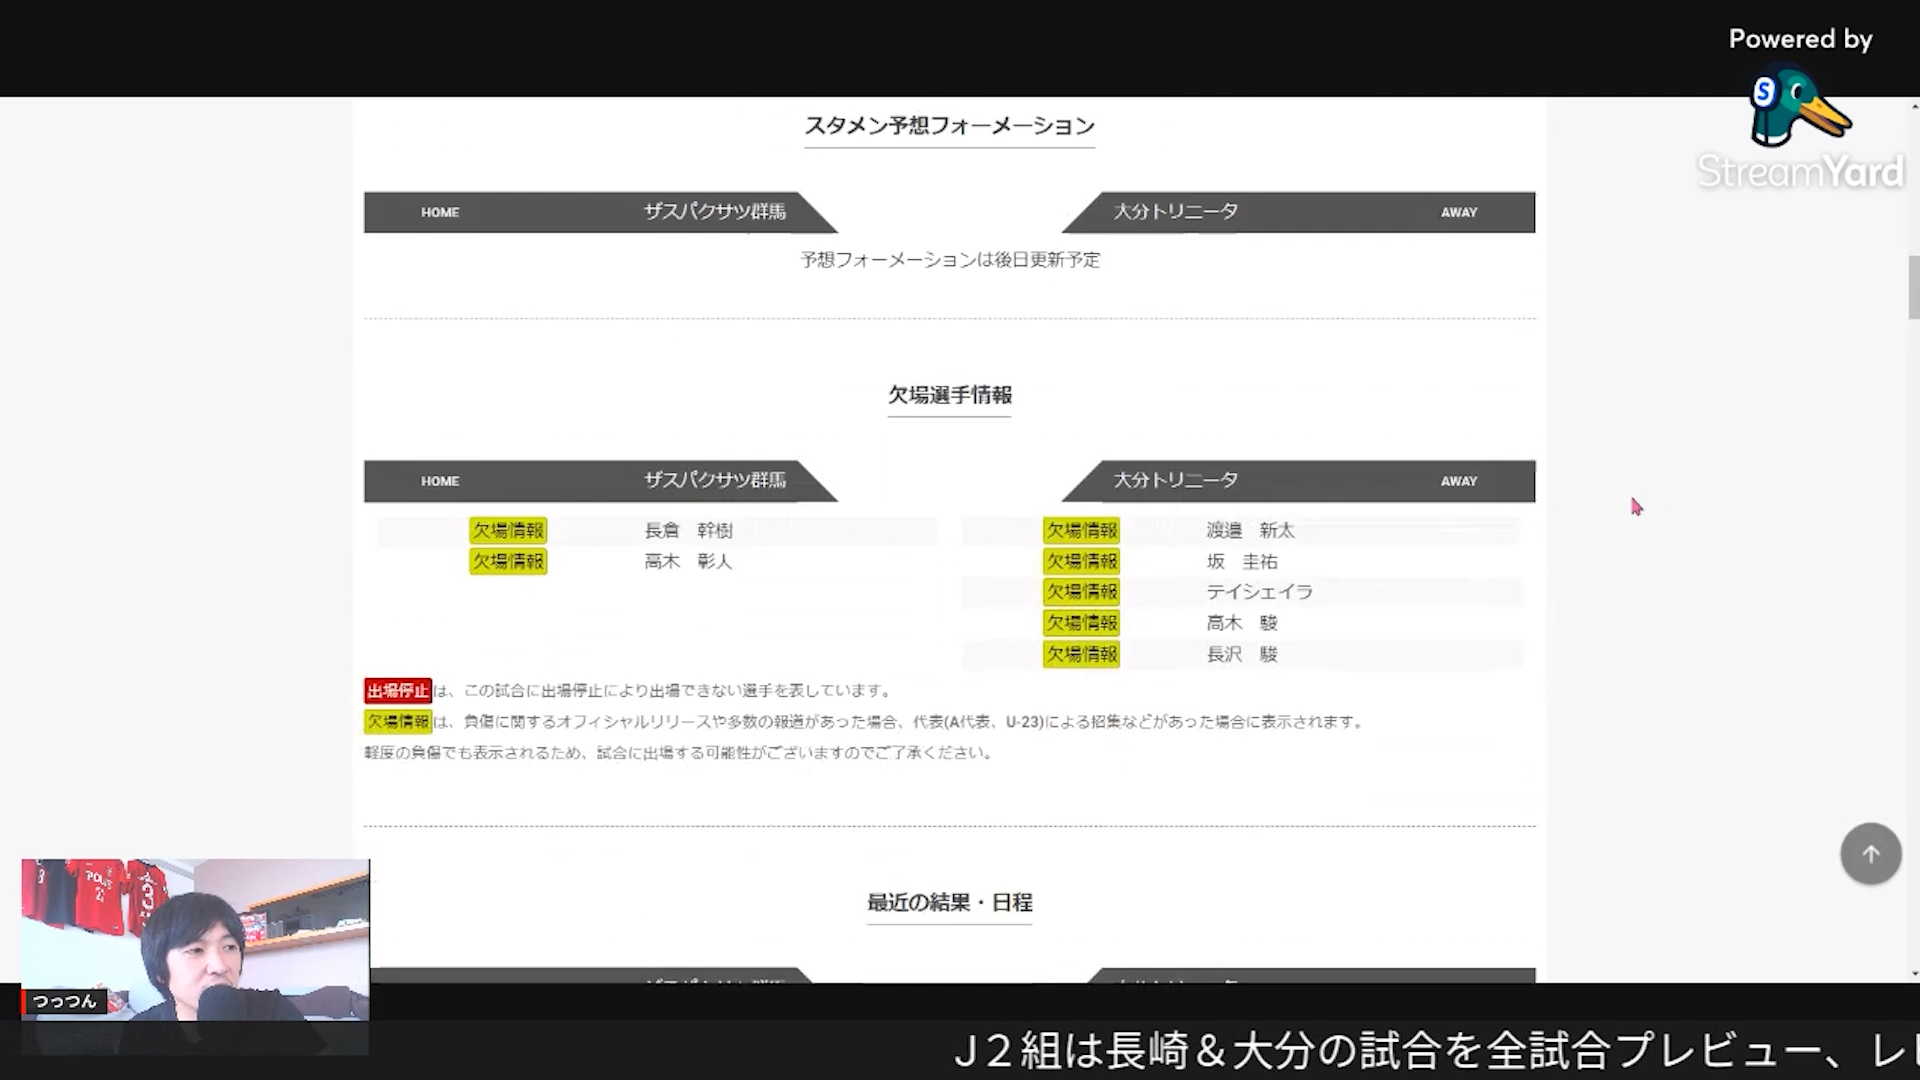 Powered by
StreamYard
スタメン予想フォーメーション
HOME ザスパクサツ群馬 大分トリニータ AWAY
予想フォーメーションは後日更新予定
欠場選手情報
HOME ザスパクサツ群馬 大分トリニータ AWAY
欠場情報 長倉 幹樹 欠場情報 渡邉 新太
欠場情報 高木 彰人 欠場情報 坂 圭祐
欠場情報 テイシェイラ
欠場情報 高木 駿
欠場情報 長沢 駿
出場停止は、この試合に出場停止により出場できない選手を表しています。
欠場情報は、負傷に関するオフィシャルリリースや多数の報道があった場合、代表(A代表、U-23)による招集などがあった場合に表示されます。
軽度の負傷でも表示されるため、試合に出場する可能性がございますのでご了承ください。
最近の結果・日程
つっつん
J２組は長崎＆大分の試合を全試合プレビュー、レ